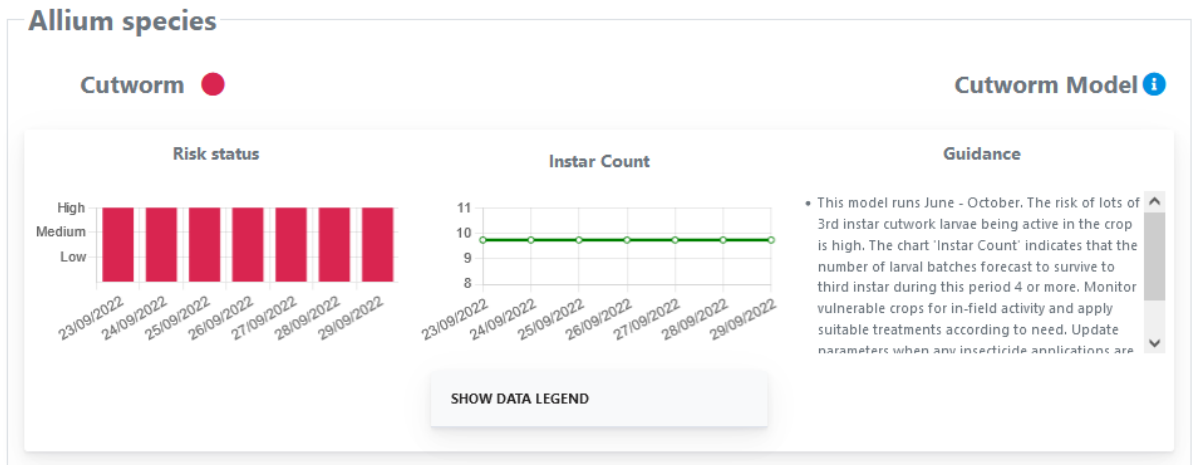 Allium species
Cutworm
Cutworm Model
i
Risk status
High
Medium
Low
23/09/2022
24/09/2022
25/09/2022
26/09/2022
27/09/2022
28/09/2022
29/09/2022
Instar Count
11
10
9
8
23/09/2022
24/09/2022
25/09/2022
26/09/2022
27/09/2022
28/09/2022
29/09/2022
SHOW DATA LEGEND
Guidance
• This model runs June - October. The risk of lots of
3rd instar cutwork larvae being active in the crop
is high. The chart 'Instar Count' indicates that the
number of larval batches forecast to survive to
third instar during this period 4 or more. Monitor
vulnerable crops for in-field activity and apply
suitable treatments according to need. Update
parameters when any insecticide applications are